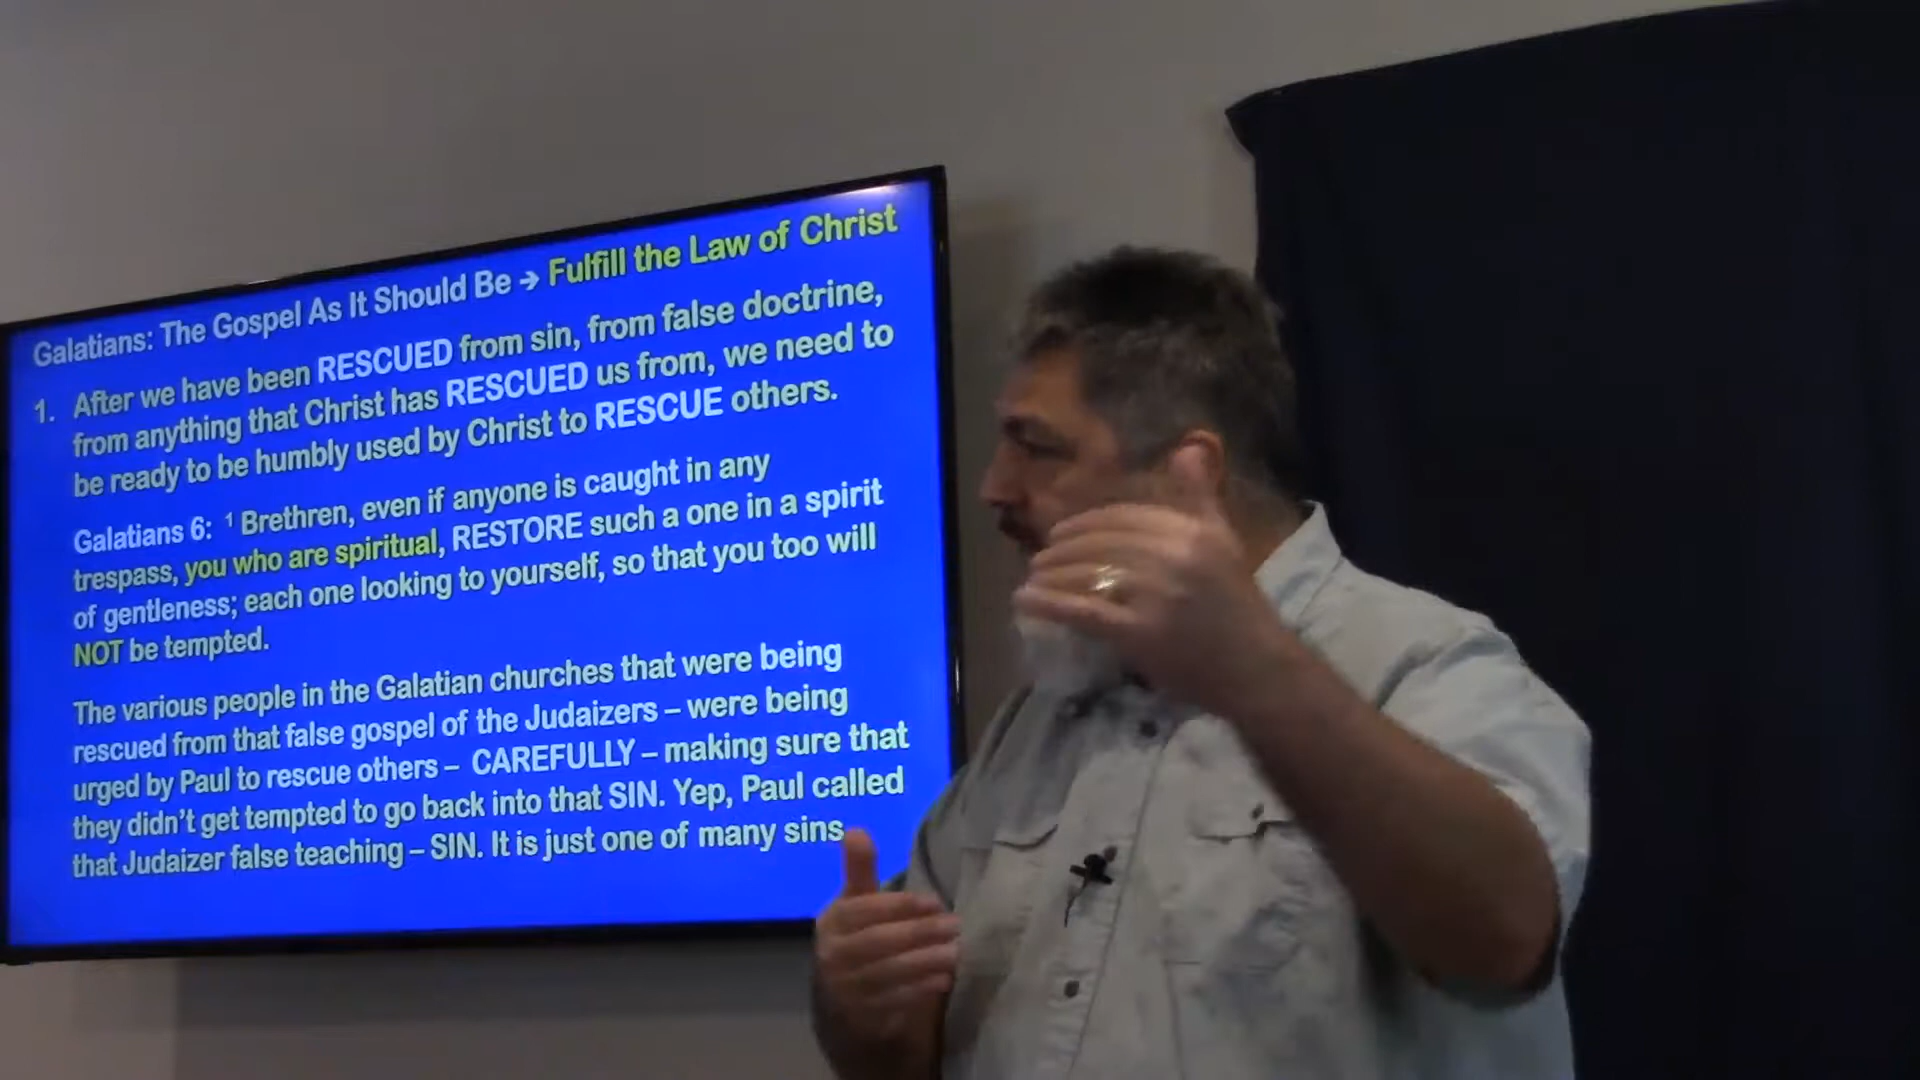 Galatians: The Gospel As It Should Be → Fulfill the Law of Christ
1. After we have been RESCUED from sin, from false doctrine,
from anything that Christ has RESCUED us from, we need to
be ready to be humbly used by Christ to RESCUE others.
Galatians 6: 1 Brethren, even if anyone is caught in any
trespass, you who are spiritual, RESTORE such a one in a spirit
of gentleness; each one looking to yourself, so that you too will
NOT be tempted.
The various people in the Galatian churches that were being
rescued from that false gospel of the Judaizers – were being
urged by Paul to rescue others – CAREFULLY – making sure that
they didn't get tempted to go back into that SIN. Yep, Paul called
that Judaizer false teaching – SIN. It is just one of many sins